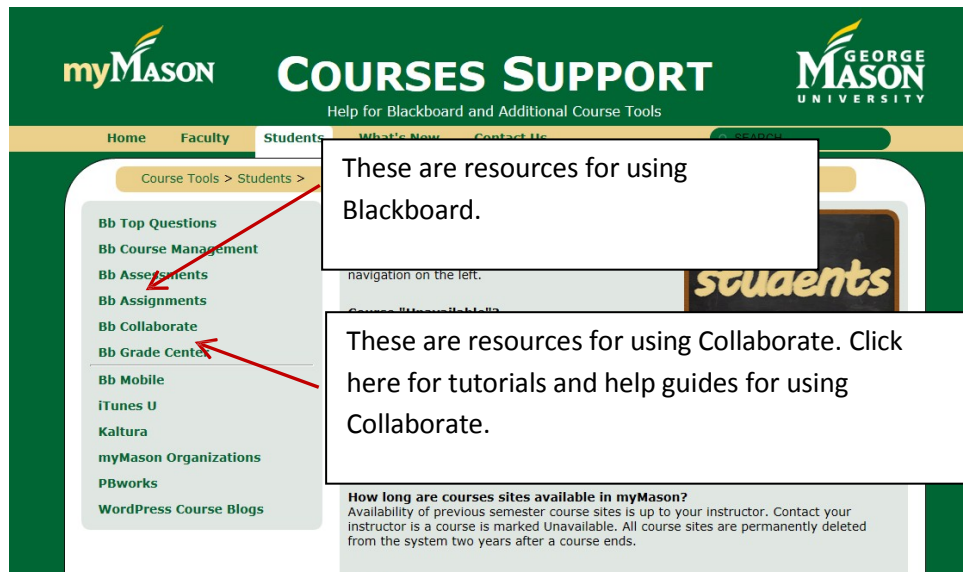 myMASON
COURSES SUPPORT
GEORGE
MASON
UNIVERSITY
Help for Blackboard and Additional Course Tools
Home Faculty Students What's New Contact Us SEARCH
Course Tools > Students >
These are resources for using
Blackboard.
Bb Top Questions
Bb Course Management
Bb Assessments
Bb Assignments
Bb Collaborate
Bb Grade Center
Bb Mobile
iTunes U
Kaltura
myMason Organizations
PBworks
WordPress Course Blogs
navigation on the left.
students
Course "Unavailable"?
These are resources for using Collaborate. Click
here for tutorials and help guides for using
Collaborate.
How long are courses sites available in myMason?
Availability of previous semester course sites is up to your instructor. Contact your
instructor is a course is marked Unavailable. All course sites are permanently deleted
from the system two years after a course ends.